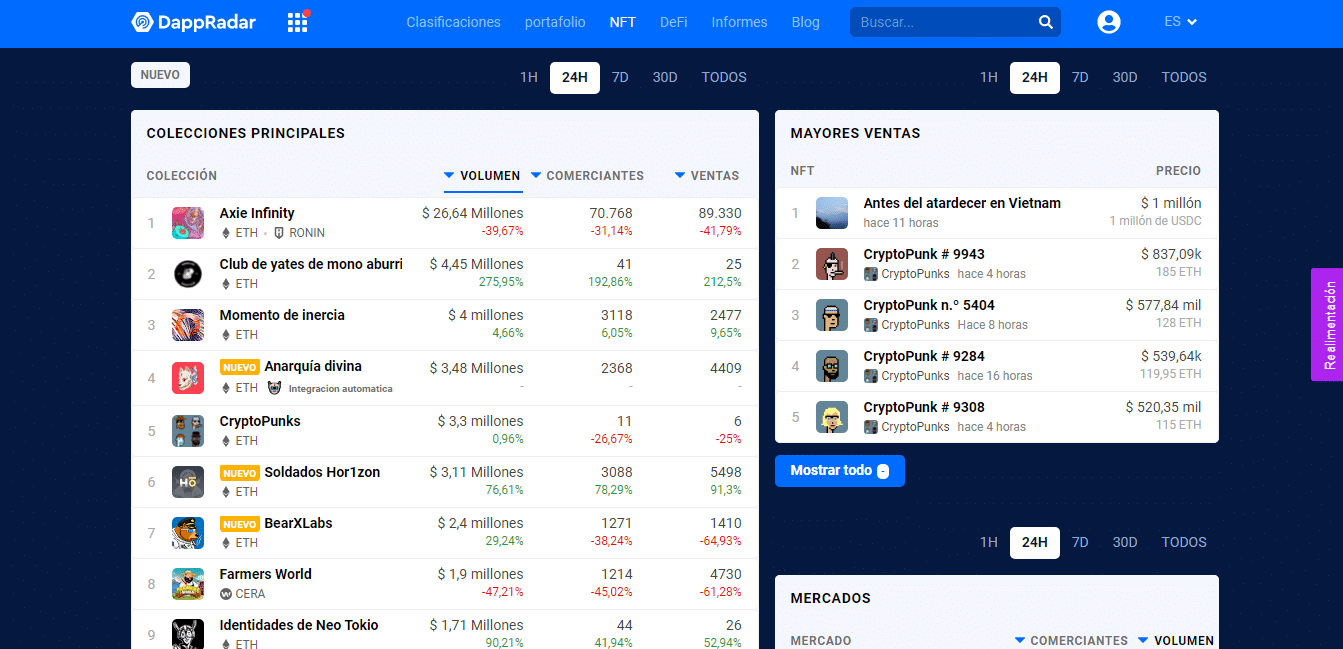 DappRadar Clasificaciones portafolio NFT DeFi Informes Blog Buscar... ES
NUEVO 1H 24H 7D 30D TODOS
COLECCIONES PRINCIPALES
COLECCIÓN VOLUMEN COMERCIANTES VENTAS
1 Axie Infinity $ 26,64 Millones 70.768 89.330
ETH • RONIN -39,67% -31,14% -41,79%
2 Club de yates de mono aburri $ 4,45 Millones 41 25
ETH 275,95% 192,86% 212,5%
3 Momento de inercia $ 4 millones 3118 2477
ETH 4,66% 6,05% 9,65%
4 NUEVO Anarquía divina $ 3,48 Millones 2368 4409
ETH Integracion automatica - - -
5 CryptoPunks $ 3,3 millones 11 6
ETH 0,96% -26,67% -25%
6 NUEVO Soldados Hor1zon $ 3,11 Millones 3088 5498
ETH 76,61% 78,29% 91,3%
7 NUEVO BearXLabs $ 2,4 millones 1271 1410
ETH 29,24% -38,24% -64,93%
8 Farmers World $ 1,9 millones 1214 4730
CERA -47,21% -45,02% -61,28%
9 Identidades de Neo Tokio $ 1,71 Millones 44 26
ETH 90,21% 41,94% 52,94%
1H 24H 7D 30D TODOS
MAYORES VENTAS
NFT PRECIO
1 Antes del atardecer en Vietnam $ 1 millón
hace 11 horas 1 millón de USDC
2 CryptoPunk # 9943 $ 837,09k
CryptoPunks hace 4 horas 185 ETH
3 CryptoPunk n.º 5404 $ 577,84 mil
CryptoPunks Hace 8 horas 128 ETH
4 CryptoPunk # 9284 $ 539,64k
CryptoPunks hace 16 horas 119,95 ETH
5 CryptoPunk # 9308 $ 520,35 mil
CryptoPunks hace 4 horas 115 ETH
Mostrar todo
1H 24H 7D 30D TODOS
MERCADOS
MERCADO COMERCIANTES VOLUMEN
Realimentación